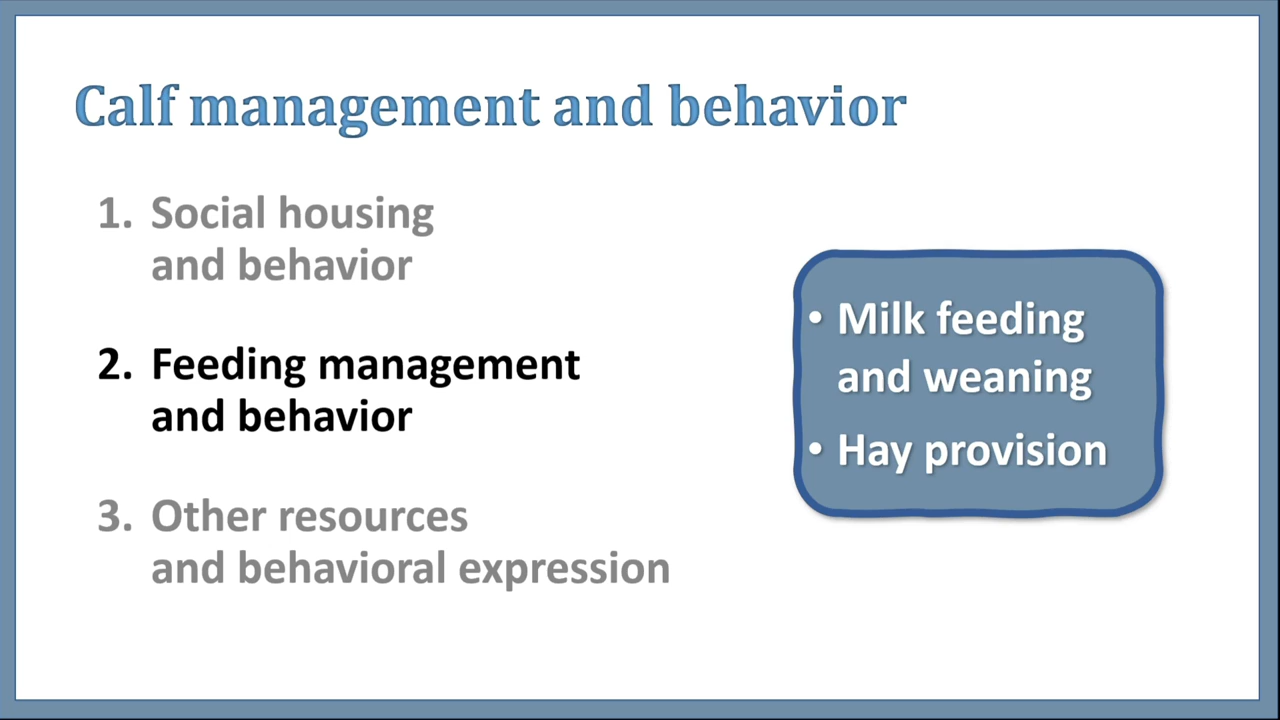 Calf management and behavior
1. Social housing
and behavior
2. Feeding management
and behavior
3. Other resources
and behavioral expression
• Milk feeding
and weaning
• Hay provision